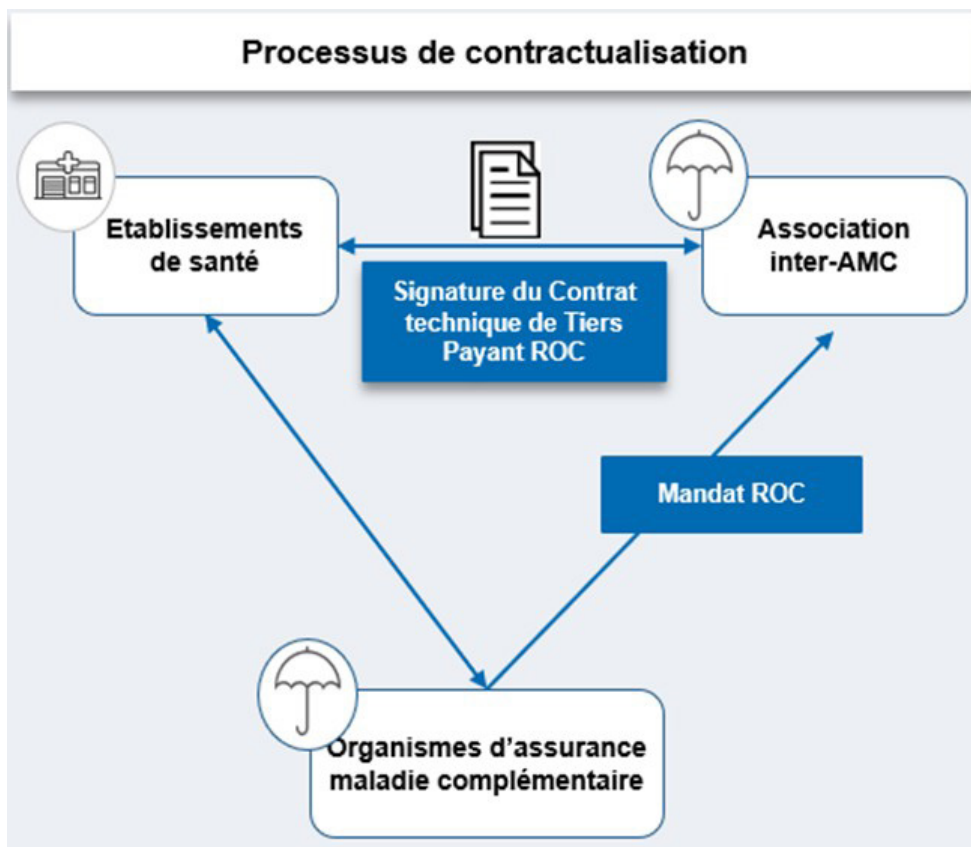 Processus de contractualisation
Etablissements
de santé
Association
inter-AMC
Signature du Contrat
technique de Tiers
Payant ROC
Mandat ROC
Organismes d'assurance
maladie complémentaire